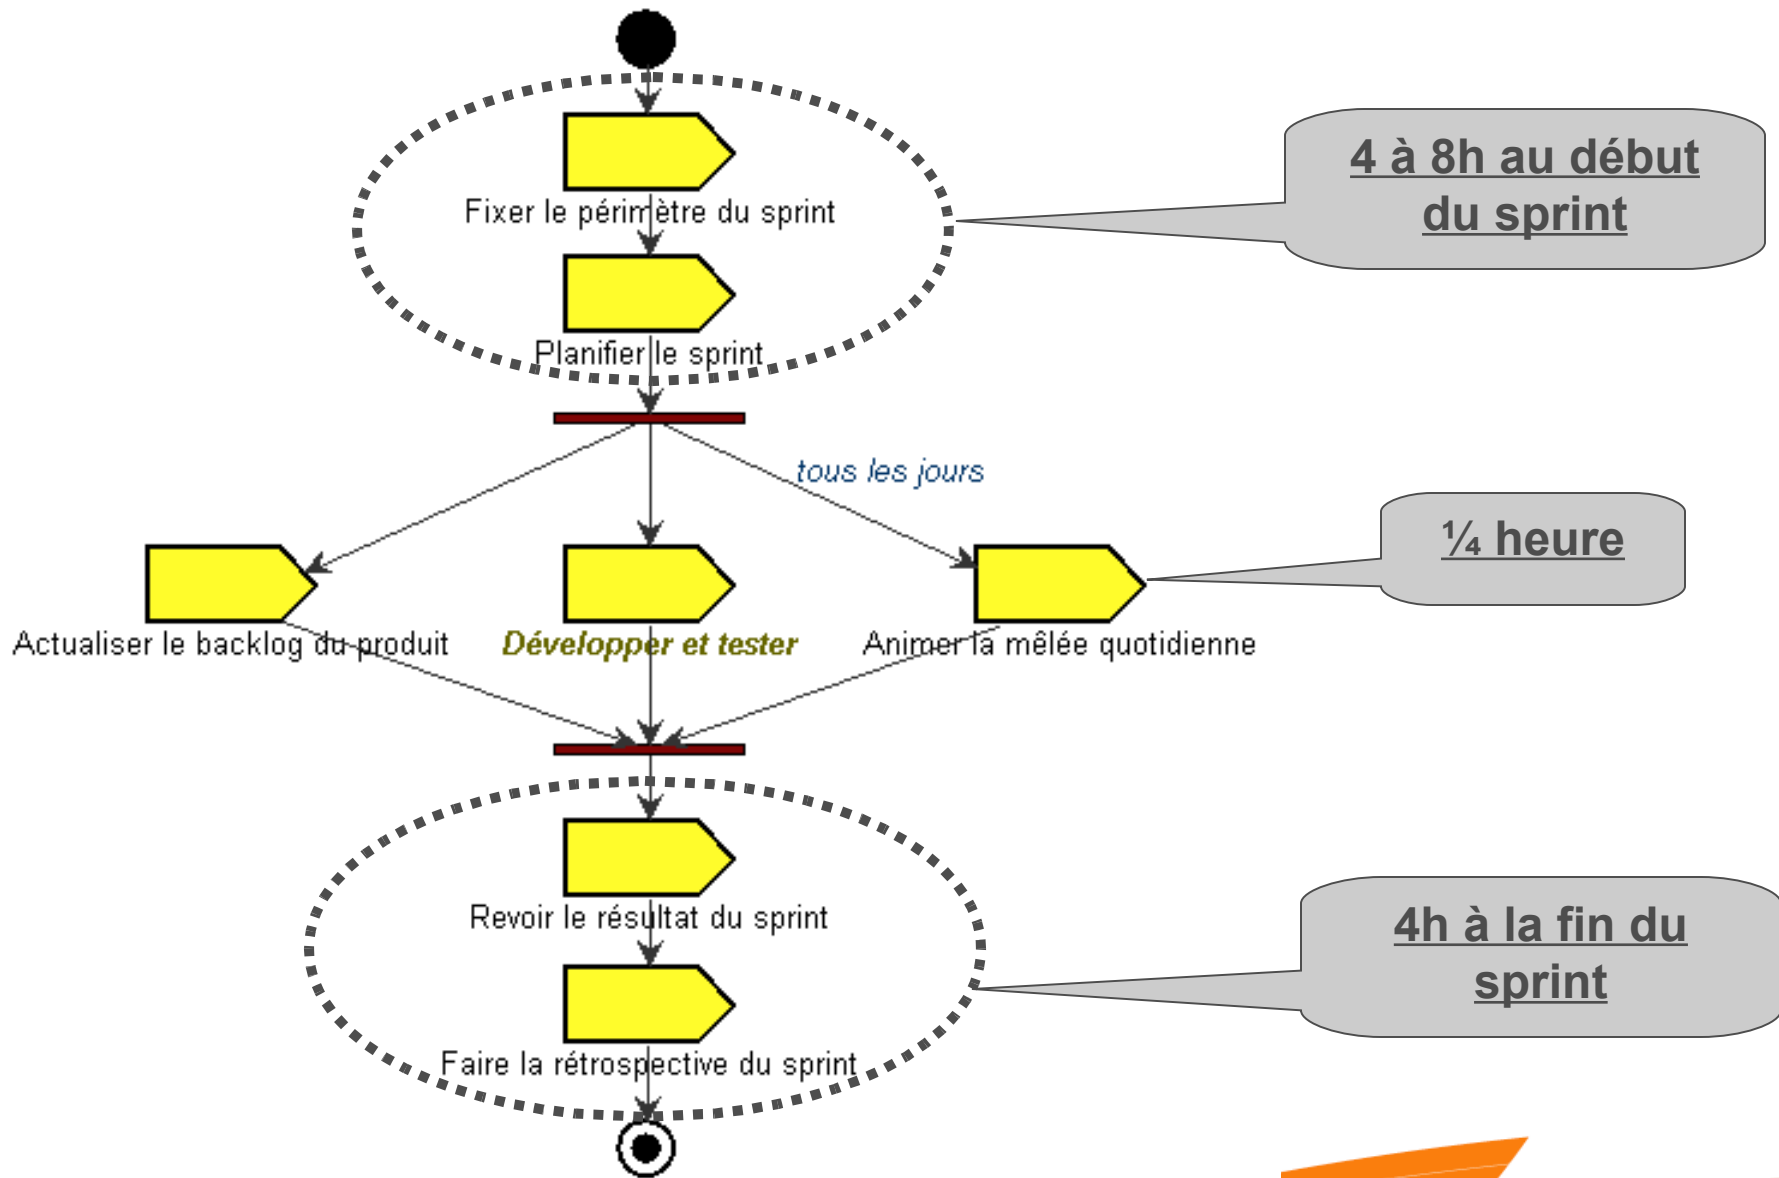 4 à 8h au début
du sprint
Fixer le périmètre du sprint
Planifier le sprint
tous les jours
¼ heure
Actualiser le backlog du produit
Développer et tester
Animer la mêlée quotidienne
Revoir le résultat du sprint
4h à la fin du
sprint
Faire la rétrospective du sprint